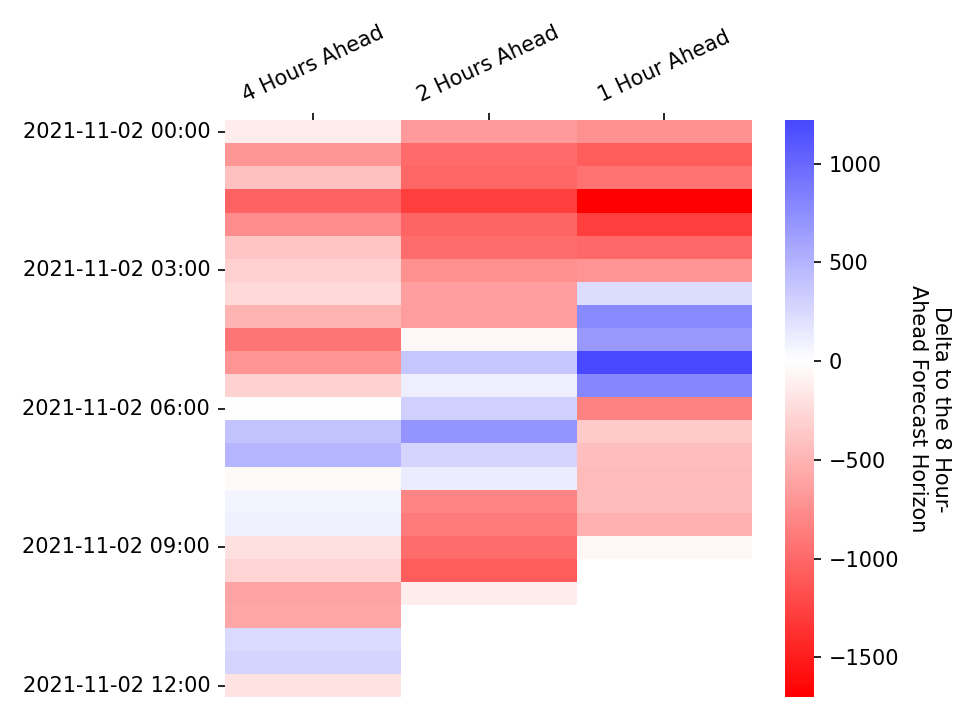 4 Hours Ahead
2 Hours Ahead
1 Hour Ahead
2021-11-02 00:00
2021-11-02 03:00
2021-11-02 06:00
2021-11-02 09:00
2021-11-02 12:00
1000
500
0
−500
−1000
−1500
Delta to the 8 Hour-
Ahead Forecast Horizon